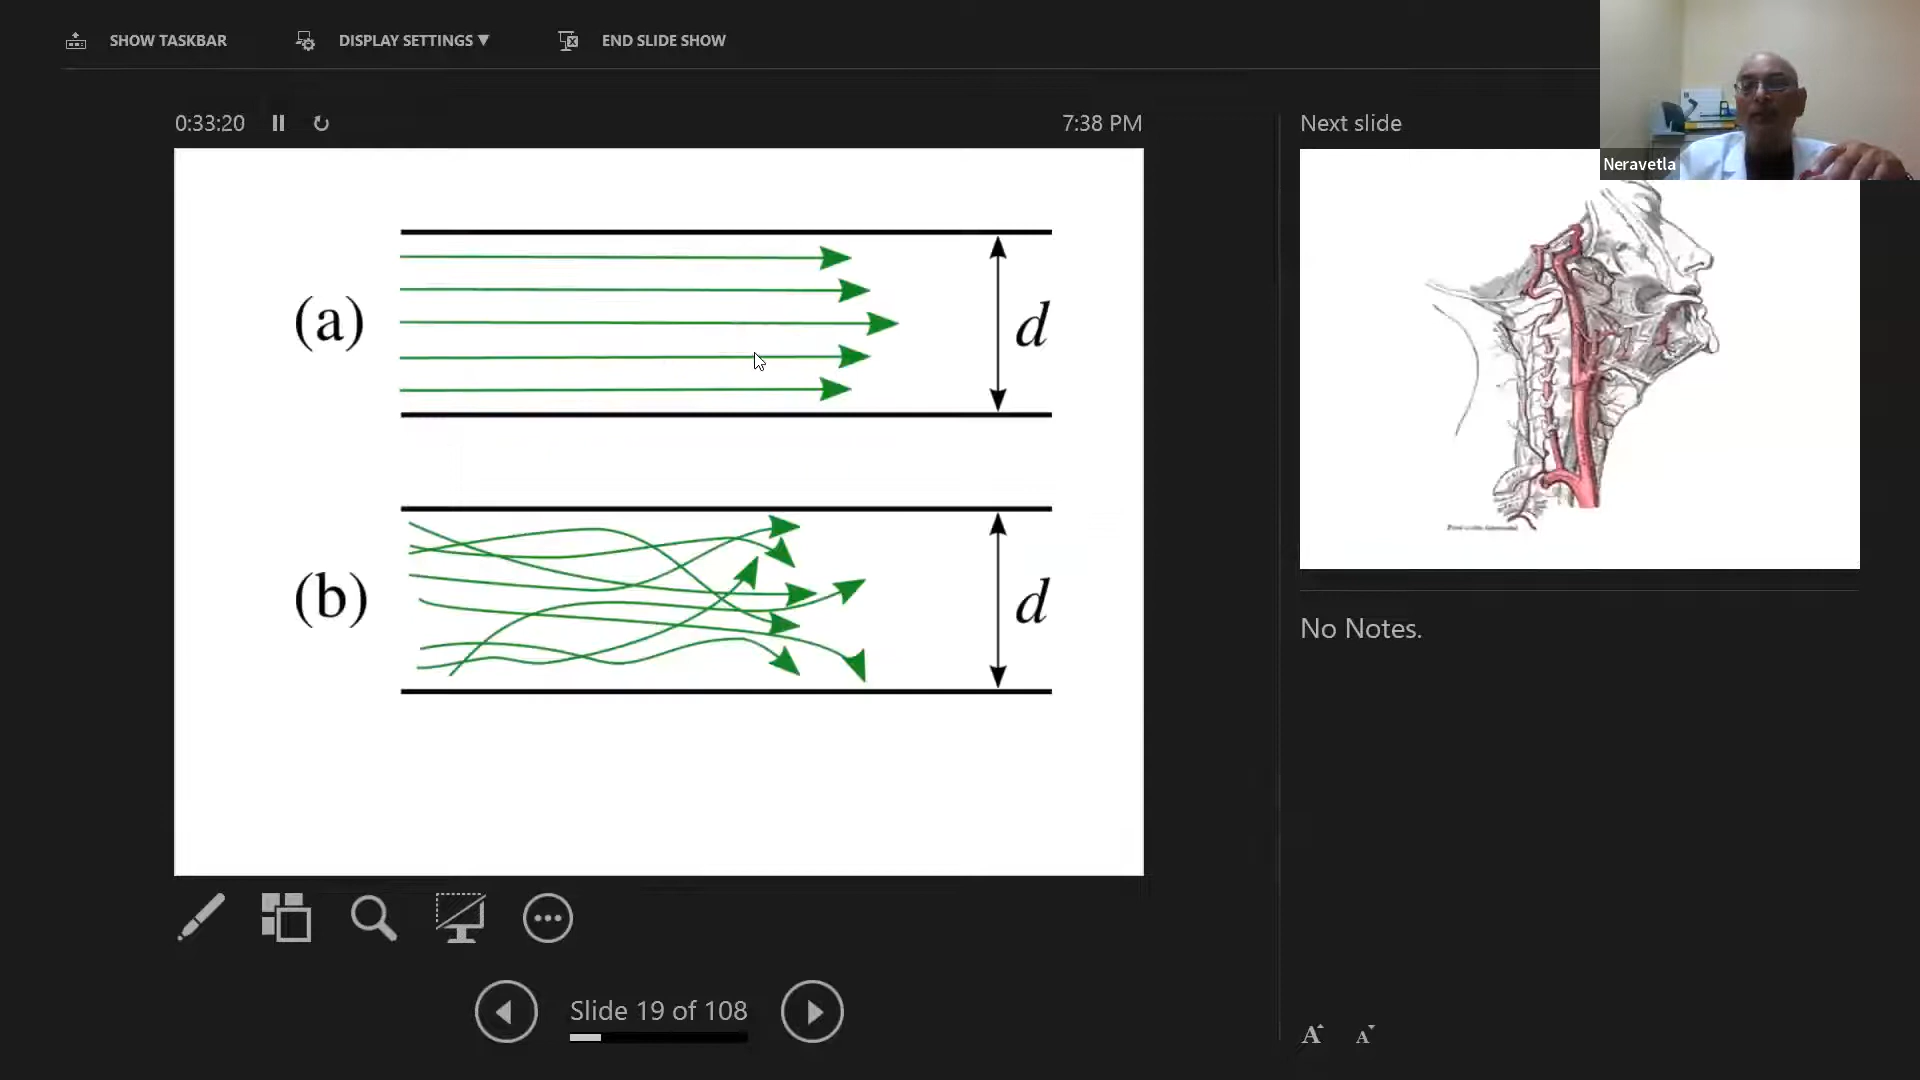 SHOW TASKBAR
DISPLAY SETTINGS ▼
END SLIDE SHOW
0:33:20
7:38 PM
Next slide
Neravetla
(a)
d
(b)
d
No Notes.
Slide 19 of 108
A A